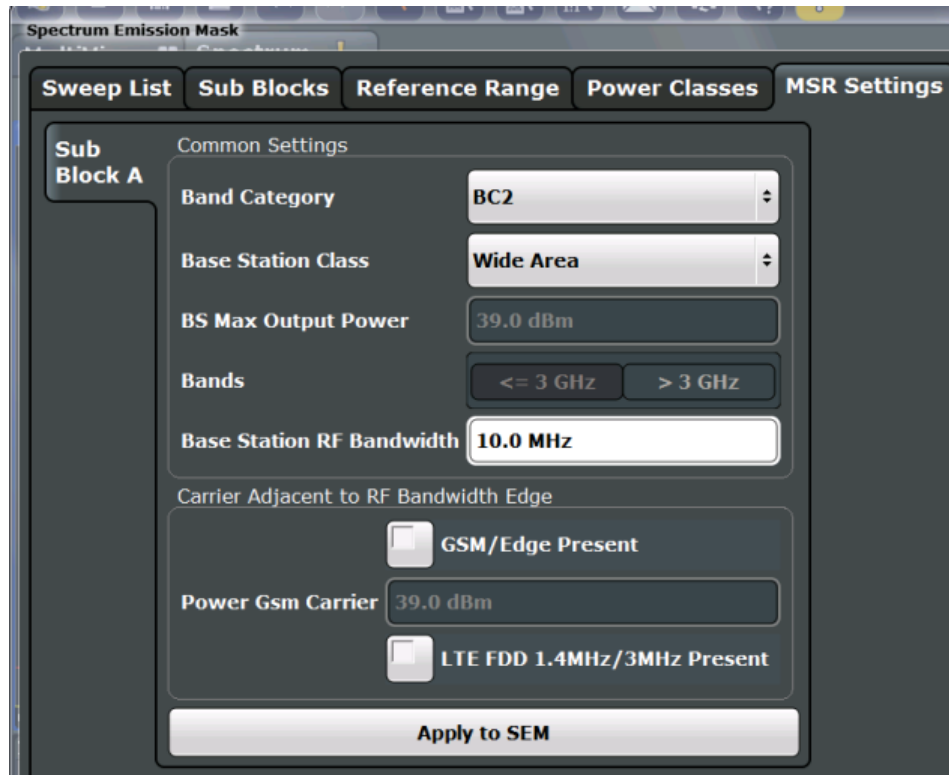 Spectrum Emission Mask
Sweep List
Sub Blocks
Reference Range
Power Classes
MSR Settings
Sub
Block A
Common Settings
Band Category
BC2
Base Station Class
Wide Area
BS Max Output Power
39.0 dBm
Bands
<= 3 GHz
> 3 GHz
Base Station RF Bandwidth
10.0 MHz
Carrier Adjacent to RF Bandwidth Edge
GSM/Edge Present
Power Gsm Carrier
39.0 dBm
LTE FDD 1.4MHz/3MHz Present
Apply to SEM